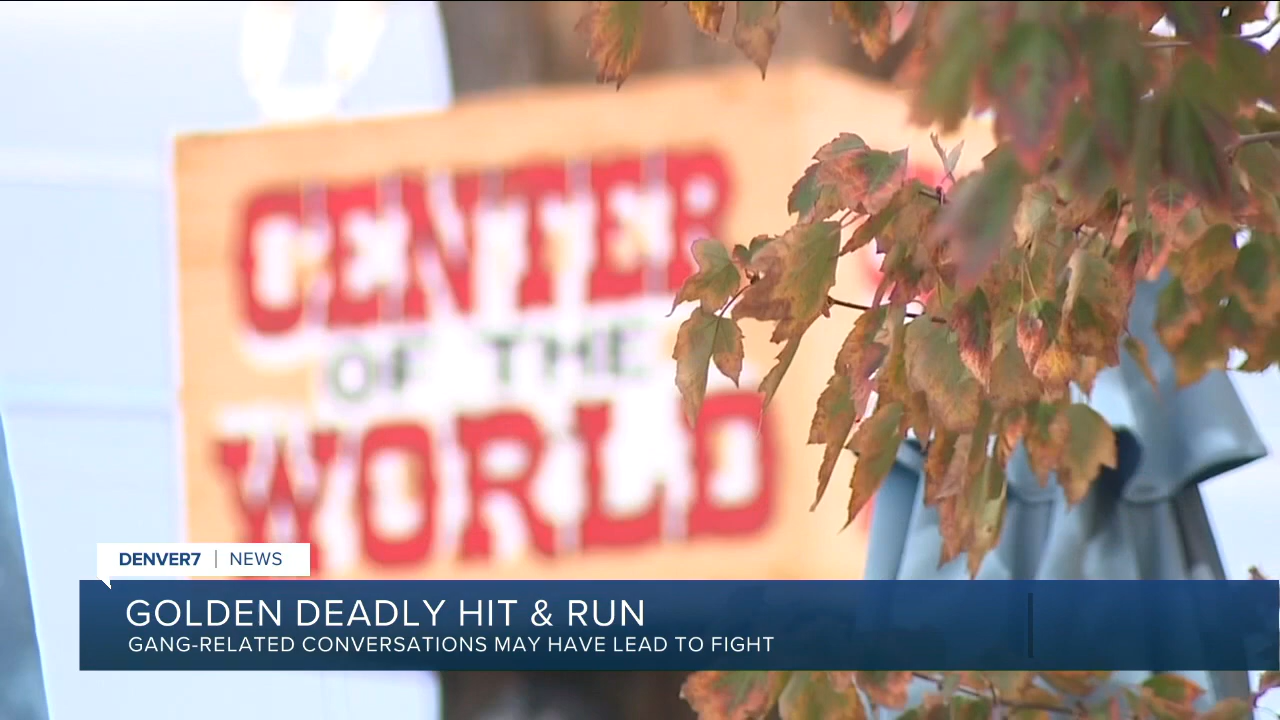 CENTER
OF THE
WORLD
DENVER7 | NEWS
GOLDEN DEADLY HIT & RUN
GANG-RELATED CONVERSATIONS MAY HAVE LEAD TO FIGHT